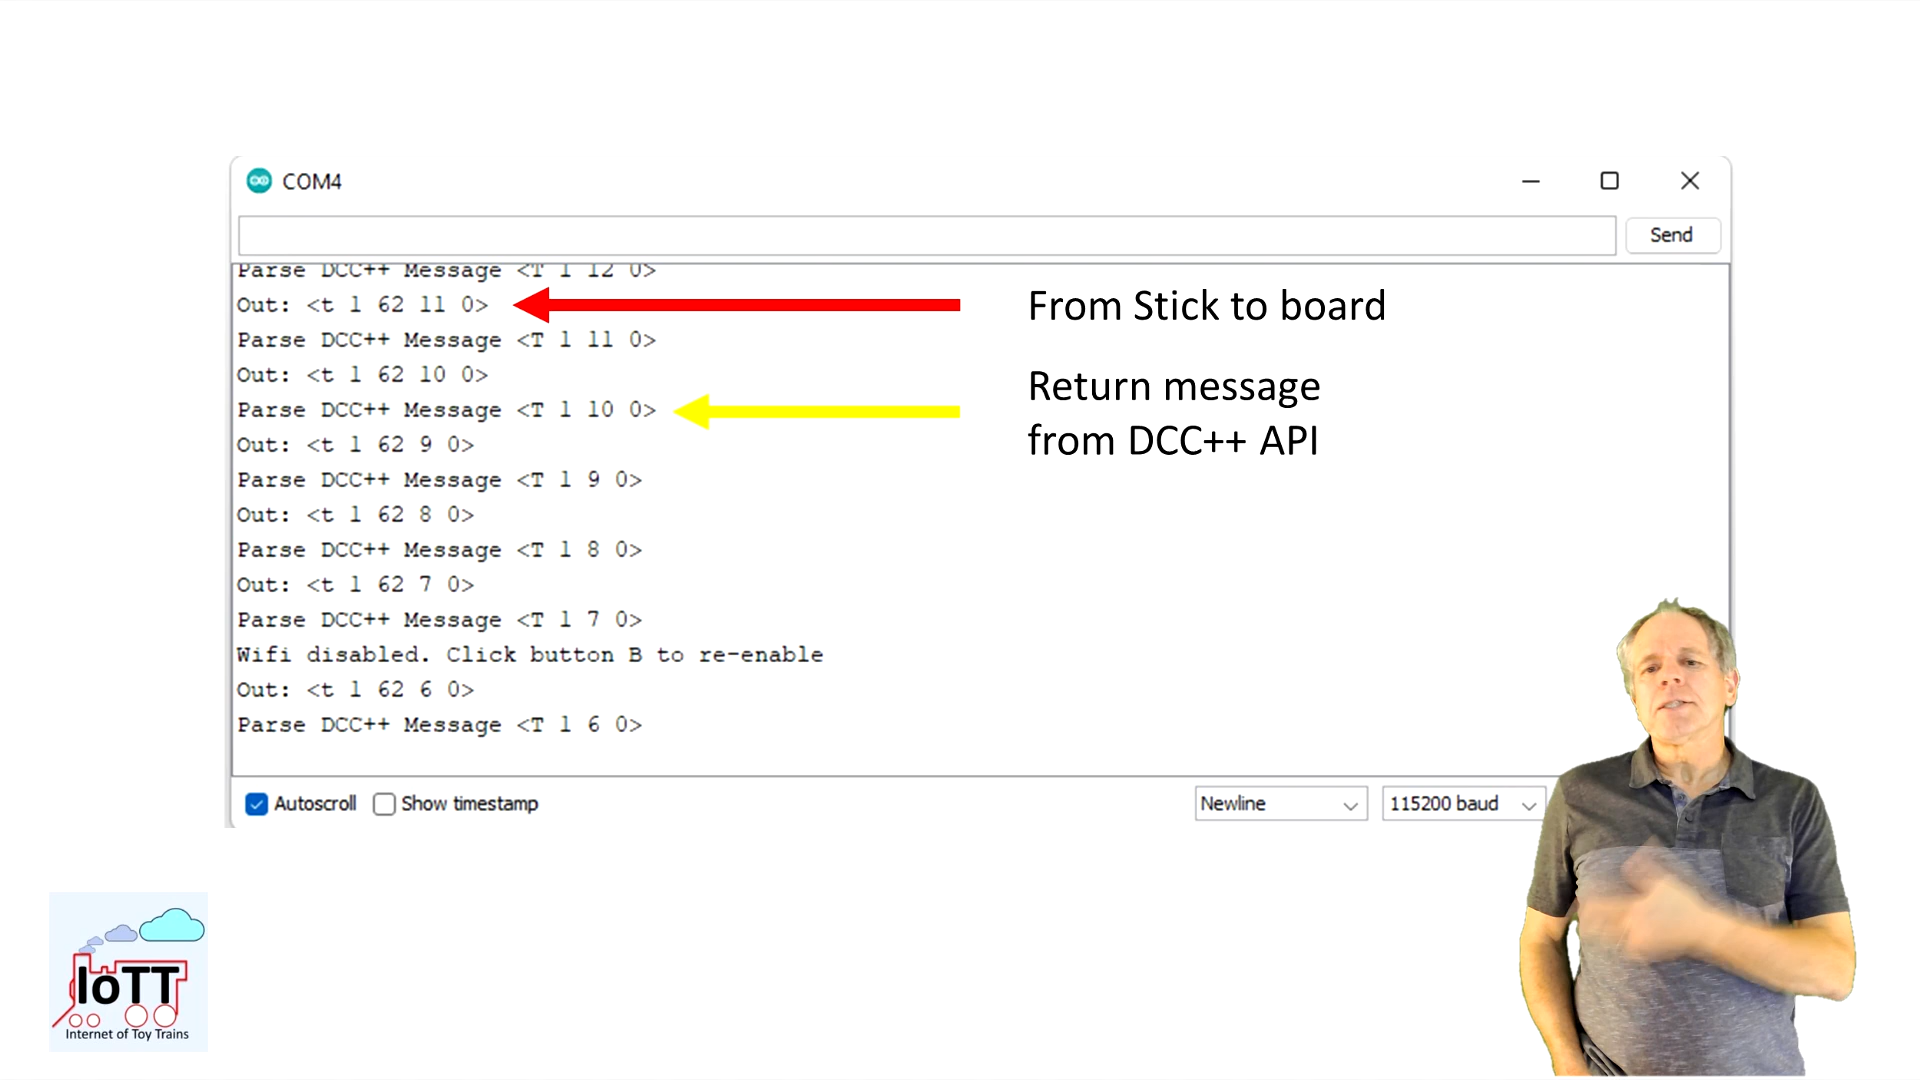 COM4
Send
Parse DCC++ Message <T 1 12 0>
Out: <t 1 62 11 0>
From Stick to board
Parse DCC++ Message <T 1 11 0>
Out: <t 1 62 10 0>
Return message
Parse DCC++ Message <T 1 10 0>
from DCC++ API
Out: <t 1 62 9 0>
Parse DCC++ Message <T 1 9 0>
Out: <t 1 62 8 0>
Parse DCC++ Message <T 1 8 0>
Out: <t 1 62 7 0>
Parse DCC++ Message <T 1 7 0>
Wifi disabled. Click button B to re-enable
Out: <t 1 62 6 0>
Parse DCC++ Message <T 1 6 0>
Autoscroll Show timestamp Newline 115200 baud
IoTT
Internet of Toy Trains